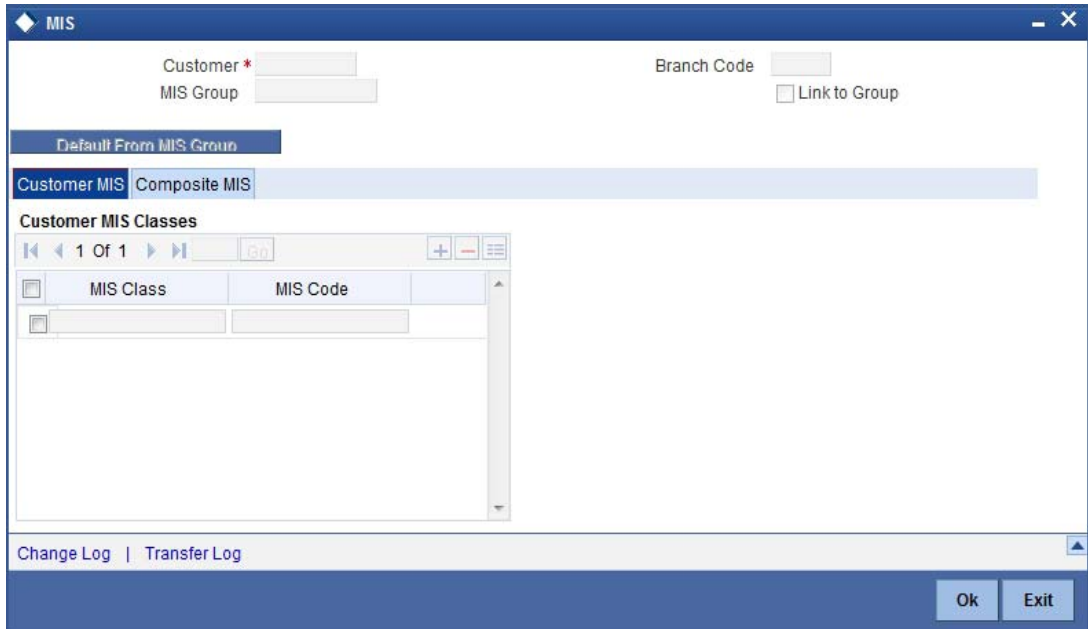 MIS
Customer *
Branch Code
MIS Group
Link to Group
Default From MIS Group
Customer MIS Composite MIS
Customer MIS Classes
1 Of 1 Go
MIS Class MIS Code
Change Log | Transfer Log
Ok Exit